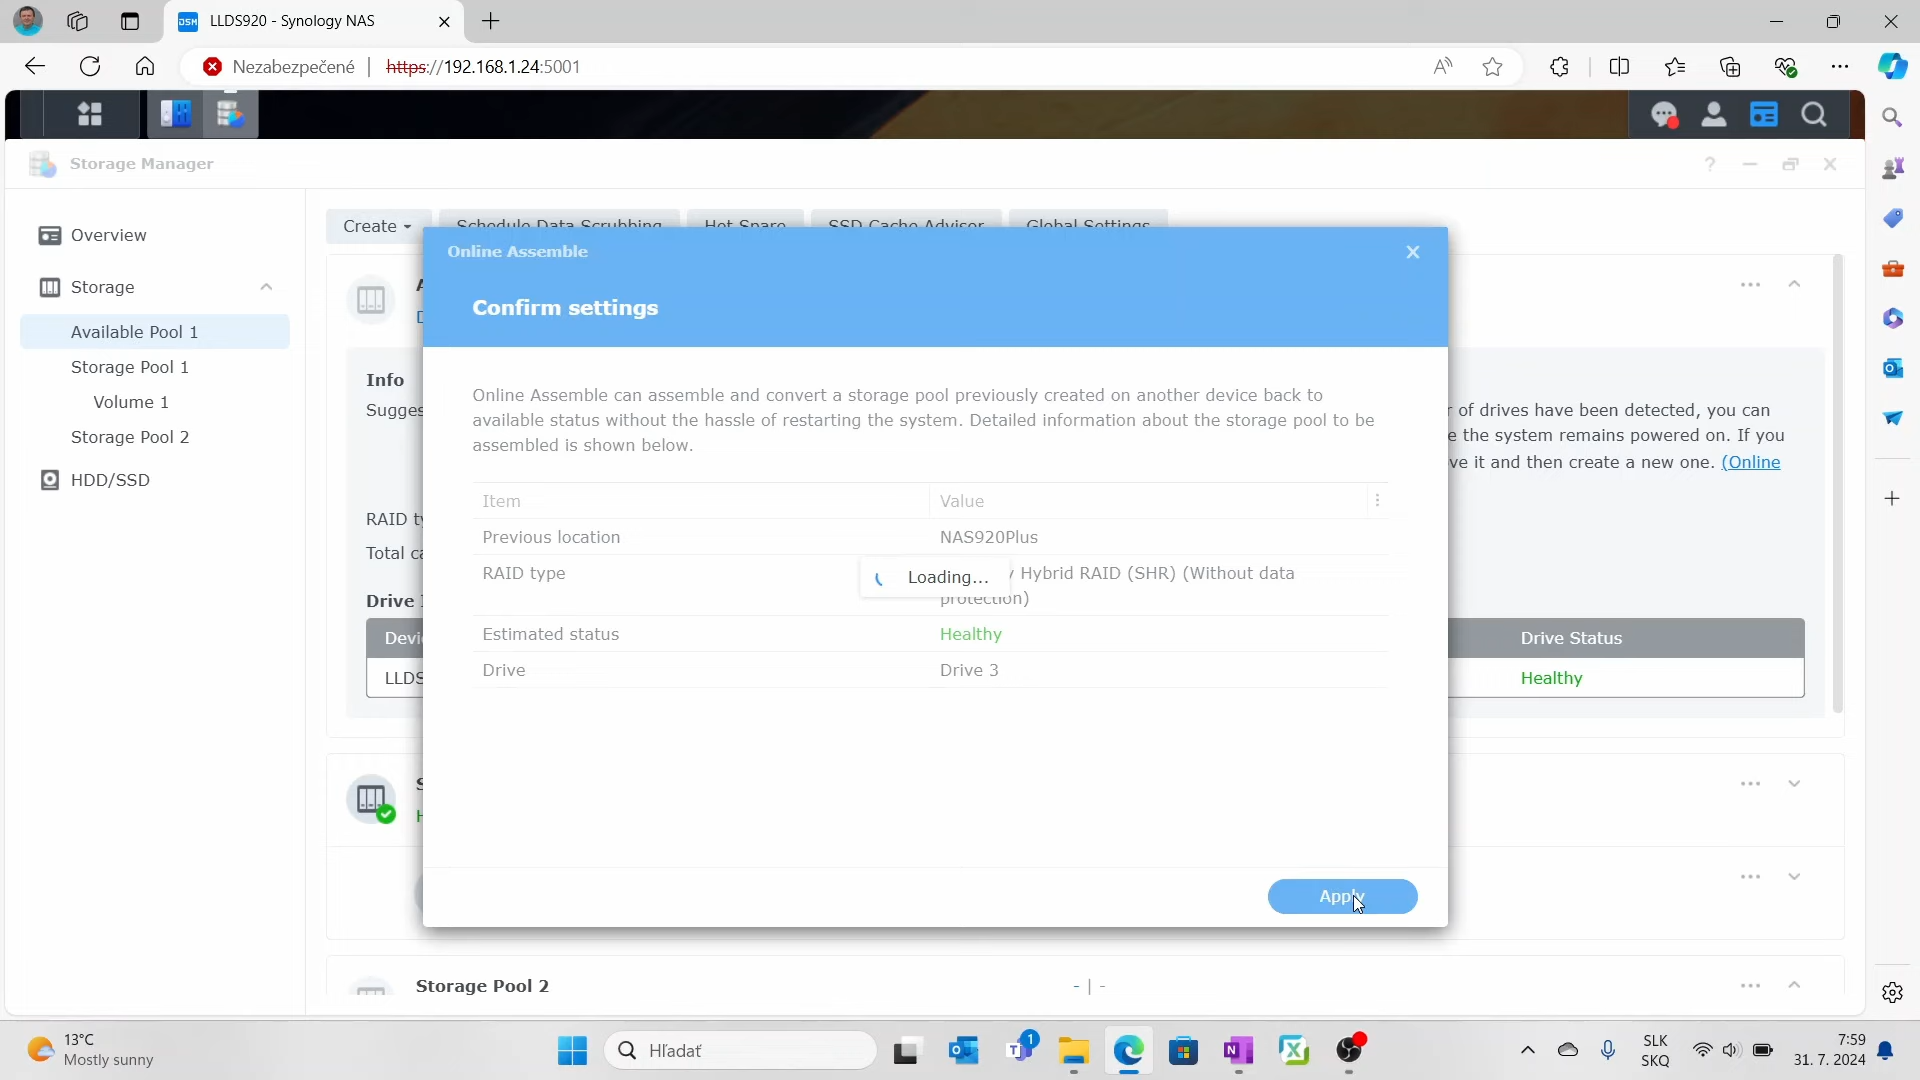 LLDS920 - Synology NAS
Nezabezpečené
https://192.168.1.24:5001
Storage Manager
Overview
Storage
Available Pool 1
Storage Pool 1
Volume 1
Storage Pool 2
HDD/SSD
Create
Schedule Data Scrubbing
Hot Spare
SSD Cache Advisor
Global Settings
Online Assemble
Confirm settings
Online Assemble can assemble and convert a storage pool previously created on another device back to
available status without the hassle of restarting the system. Detailed information about the storage pool to be
assembled is shown below.
Item Value
Previous location NAS920Plus
RAID type Hybrid RAID (SHR) (Without data
protection)
Loading...
Estimated status Healthy
Drive Drive 3
Apply
Info
of drives have been detected, you can
the system remains powered on. If you
it and then create a new one. (Online
RAID
Total
Drive
Drive Status
Healthy
Storage Pool 2
- | -
13°C
Mostly sunny
Hľadať
1
SLK
SKQ
7:59
31. 7. 2024